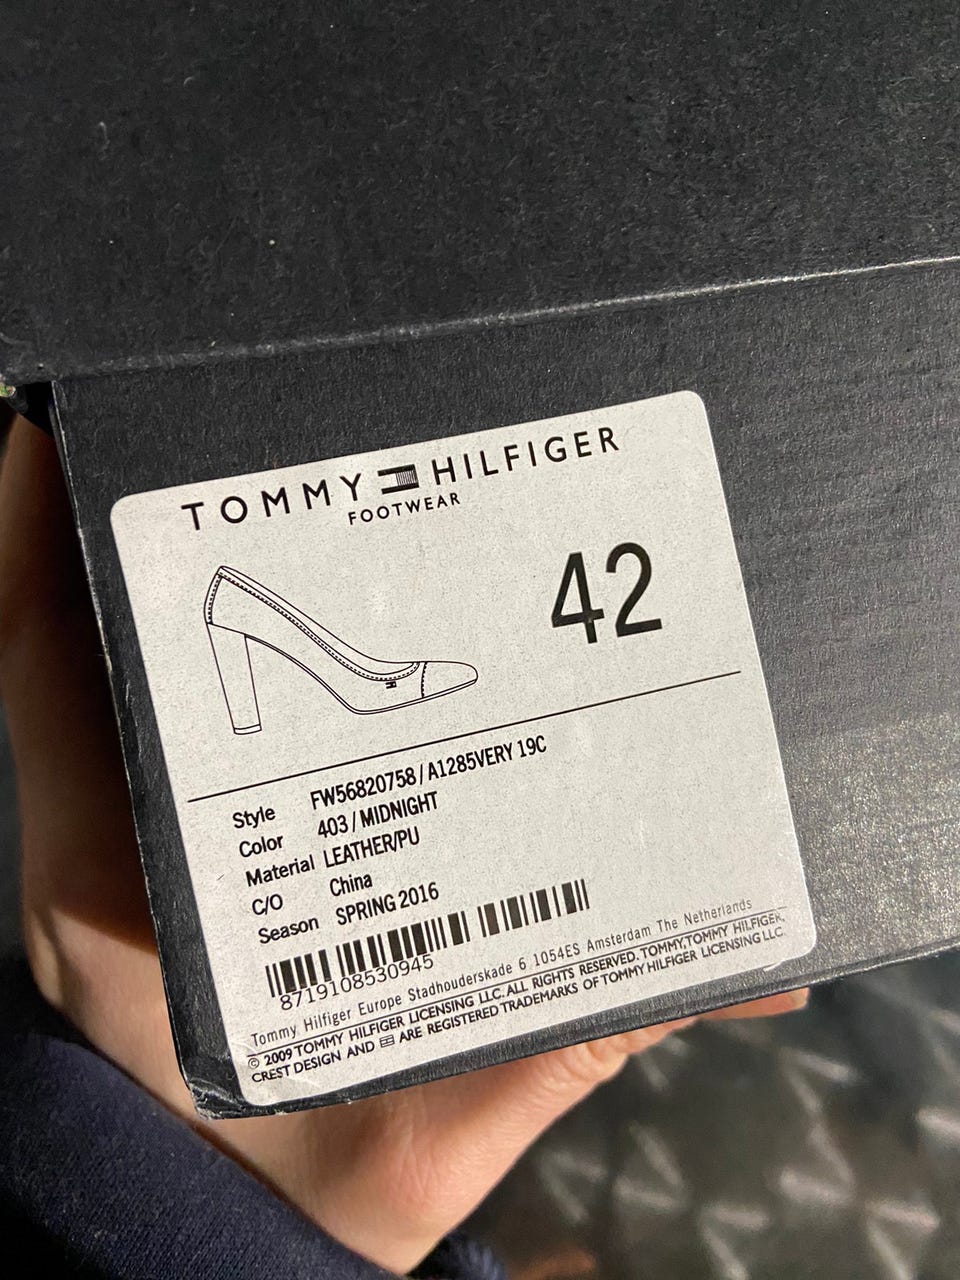 TOMMY HILFIGER
FOOTWEAR
42
Style FW56820758/A1285VERY 19C
Color 403/MIDNIGHT
Material LEATHER/PU
C/O China
Season SPRING 2016
8719108530945
Tommy Hilfiger Europe Stadhouderskade 6 1054ES Amsterdam The Netherlands
© 2009 TOMMY HILFIGER LICENSING LLC. ALL RIGHTS RESERVED. TOMMY, TOMMY HILFIGER,
CREST DESIGN AND ARE REGISTERED TRADEMARKS OF TOMMY HILFIGER LICENSING LLC